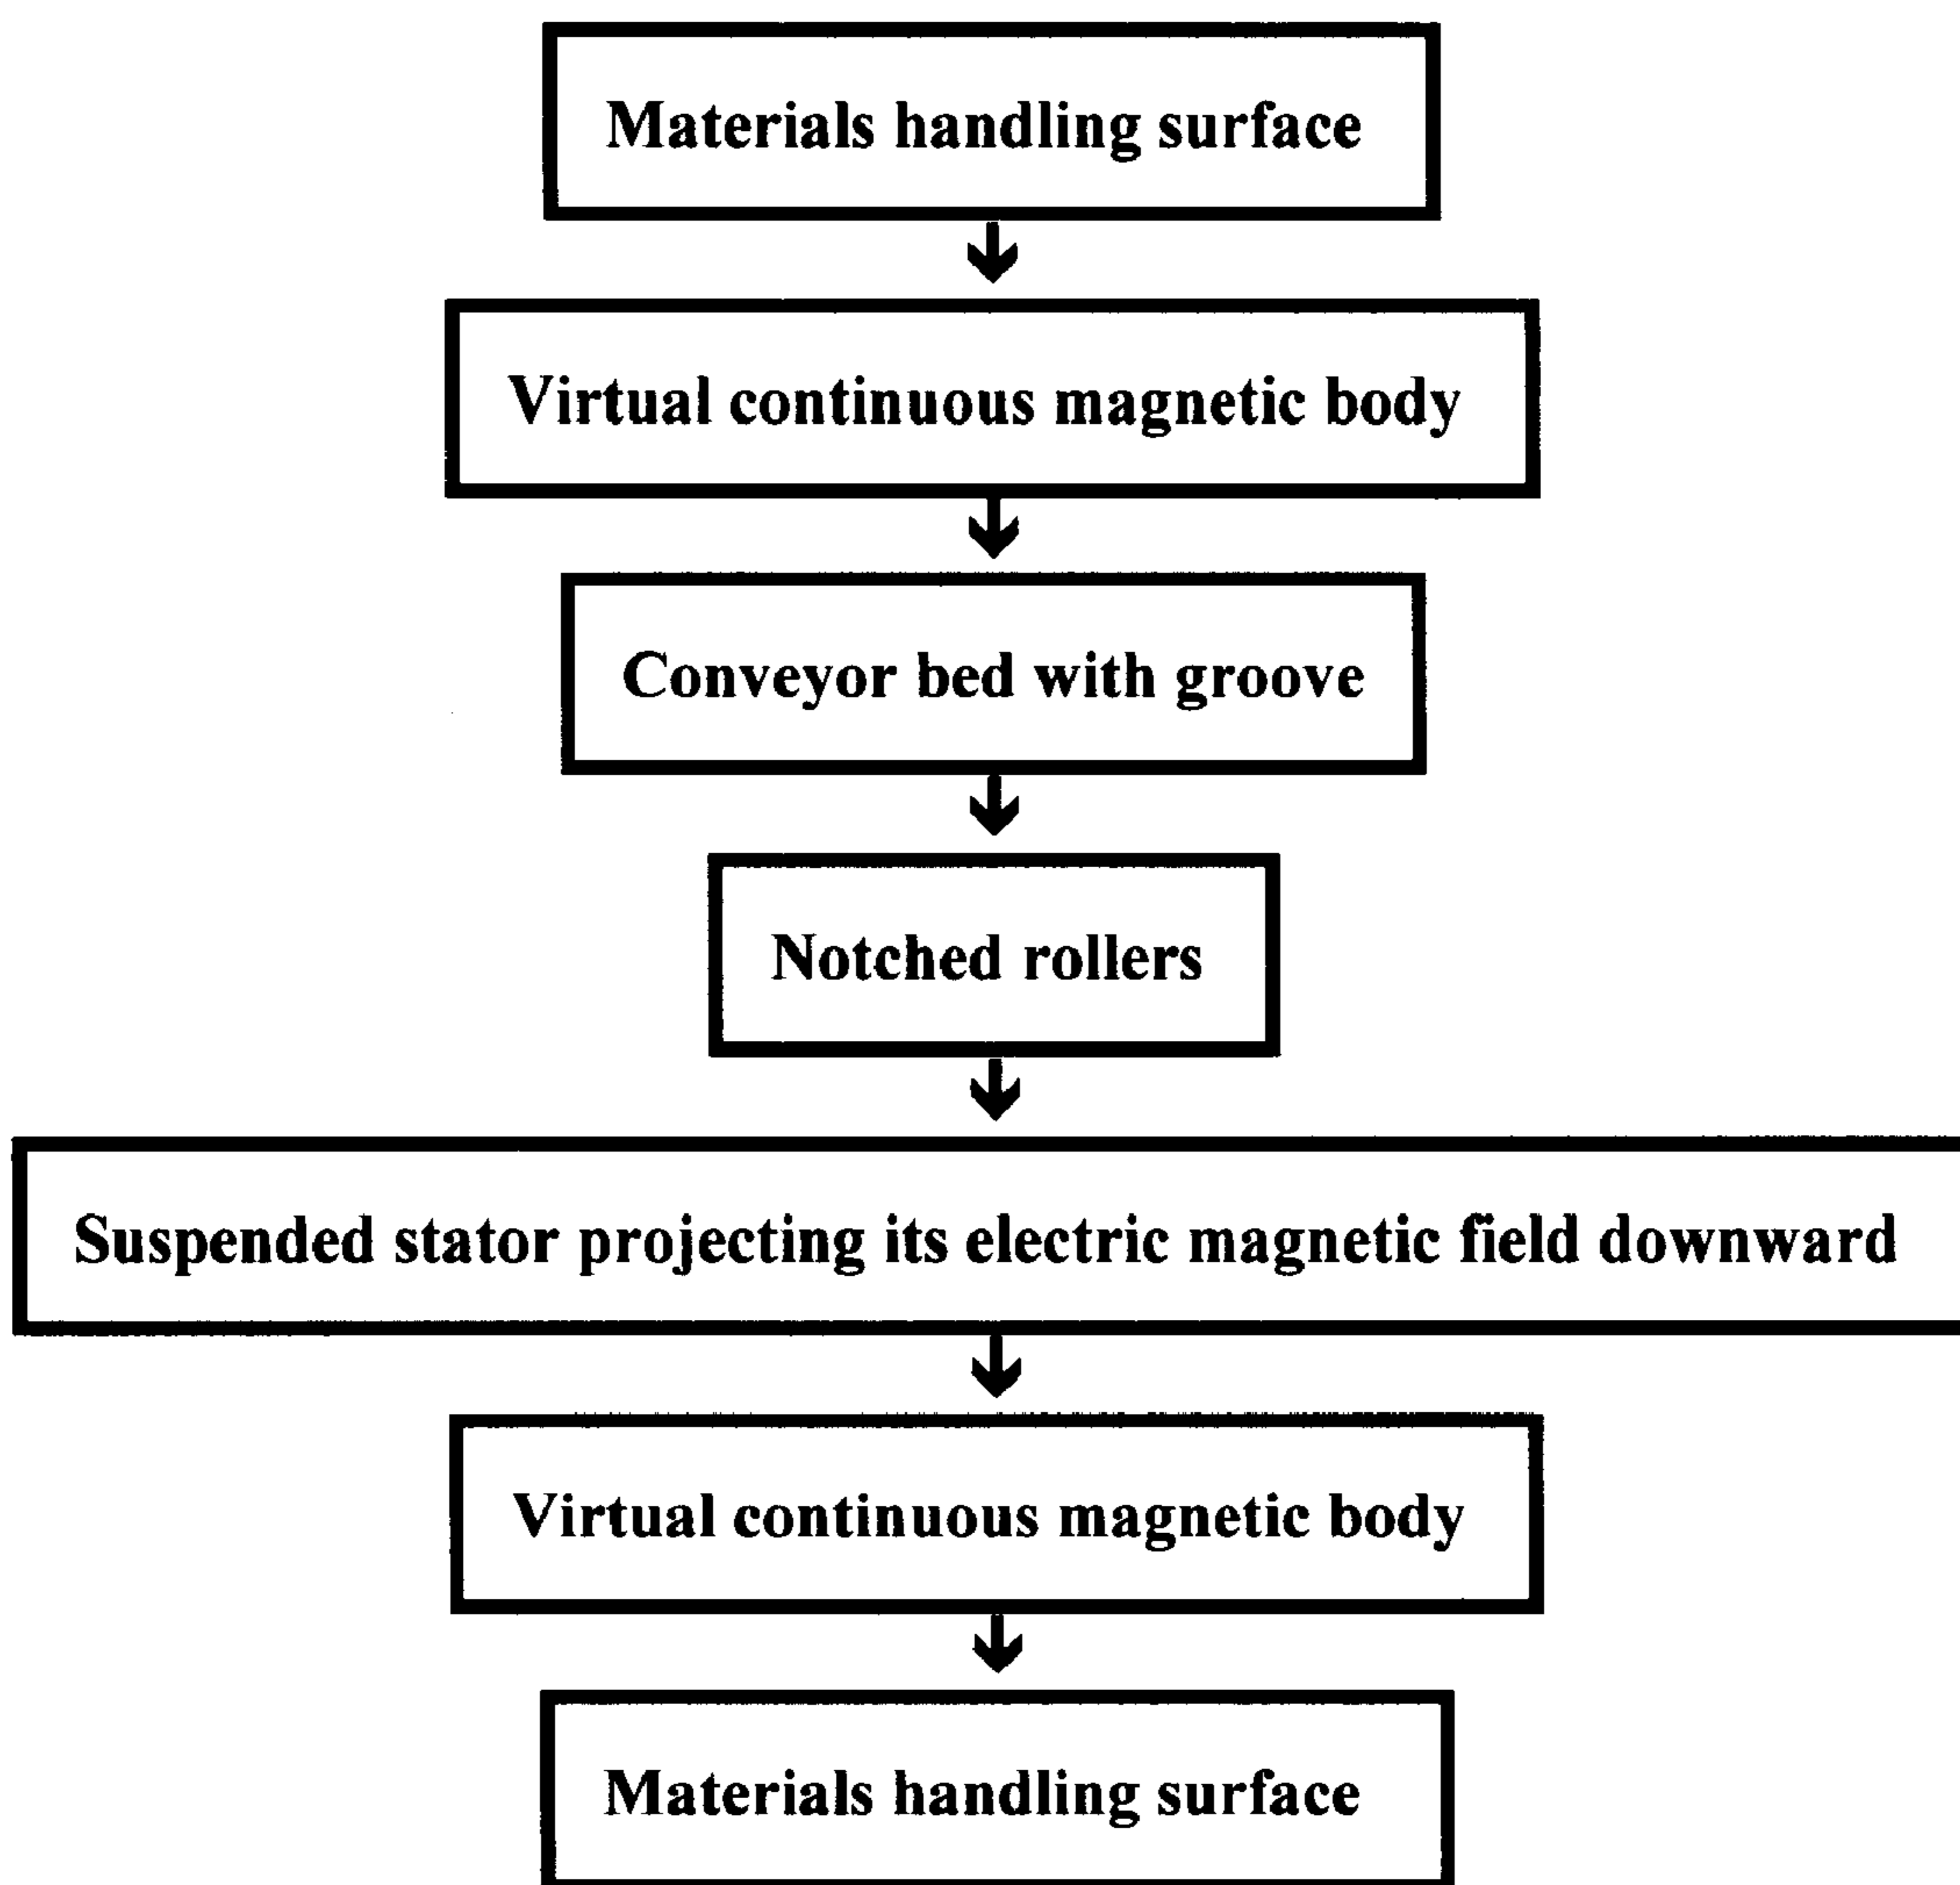 Materials handling surface
Virtual continuous magnetic body
Conveyor bed with groove
Notched rollers
Suspended stator projecting its electric magnetic field downward
Virtual continuous magnetic body
Materials handling surface